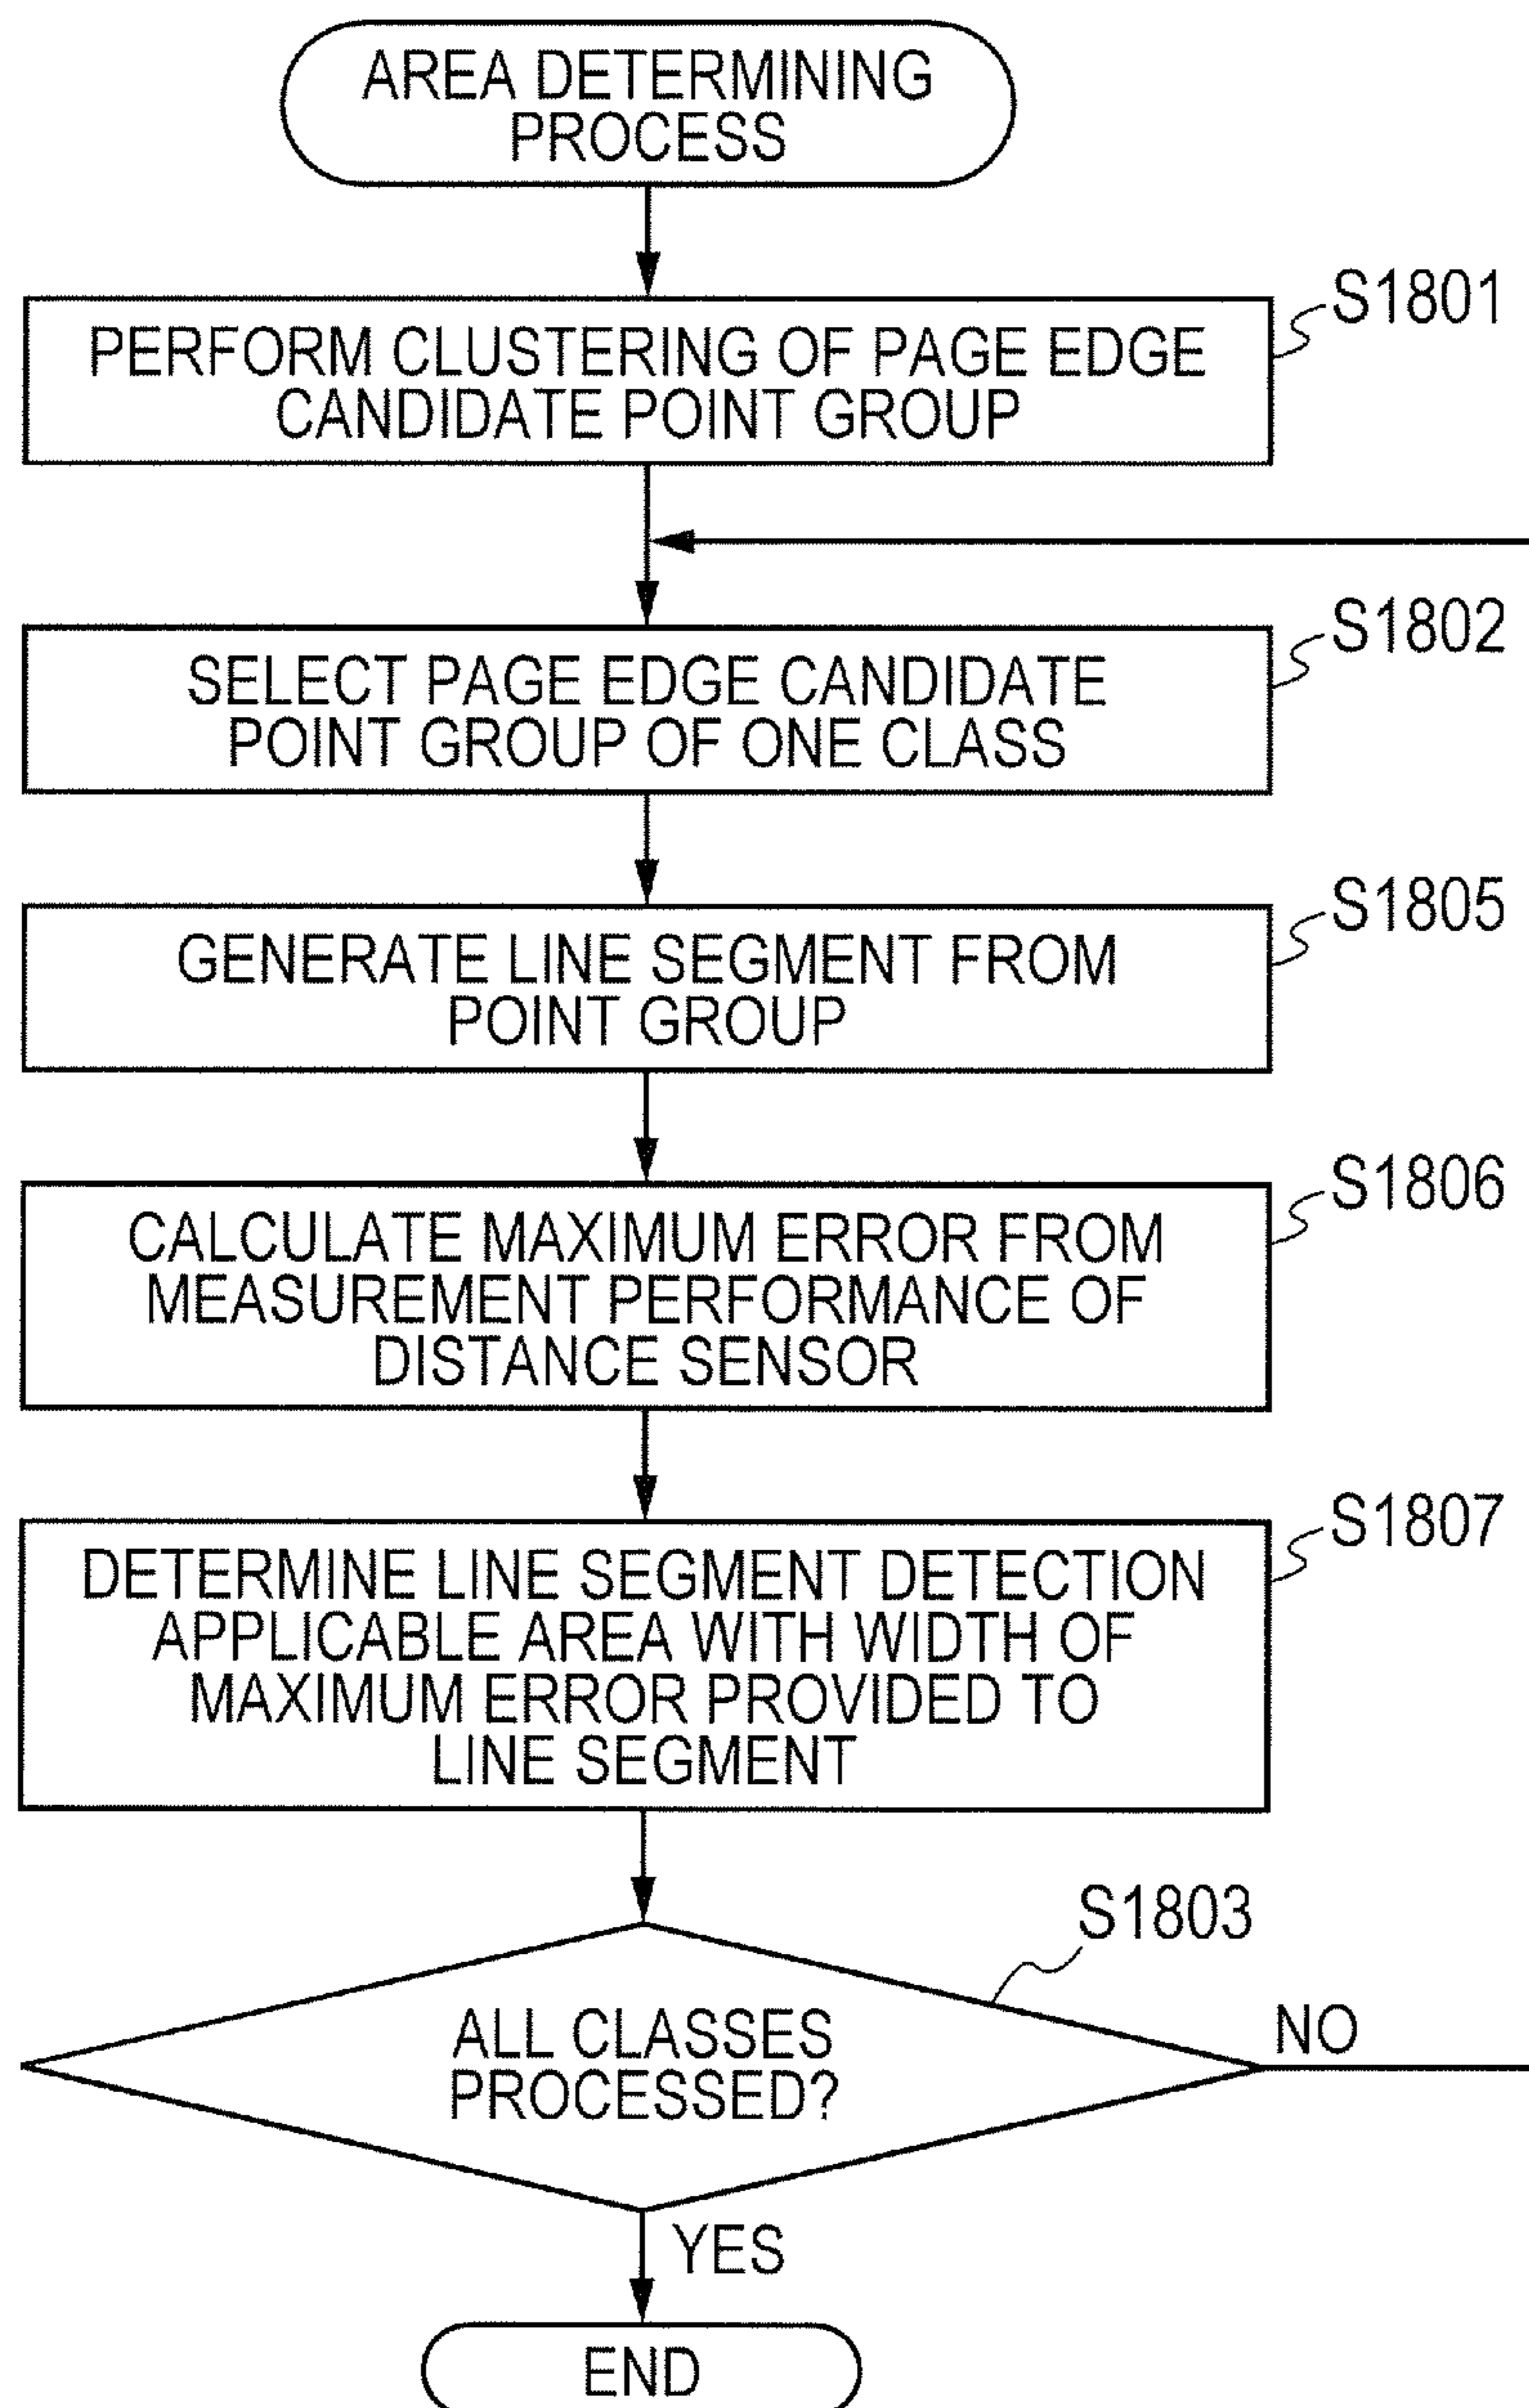 AREA DETERMINING
PROCESS
S1801
PERFORM CLUSTERING OF PAGE EDGE
CANDIDATE POINT GROUP
S1802
SELECT PAGE EDGE CANDIDATE
POINT GROUP OF ONE CLASS
S1805
GENERATE LINE SEGMENT FROM
POINT GROUP
S1806
CALCULATE MAXIMUM ERROR FROM
MEASUREMENT PERFORMANCE OF
DISTANCE SENSOR
S1807
DETERMINE LINE SEGMENT DETECTION
APPLICABLE AREA WITH WIDTH OF
MAXIMUM ERROR PROVIDED TO
LINE SEGMENT
S1803
ALL CLASSES
PROCESSED?
NO
YES
END